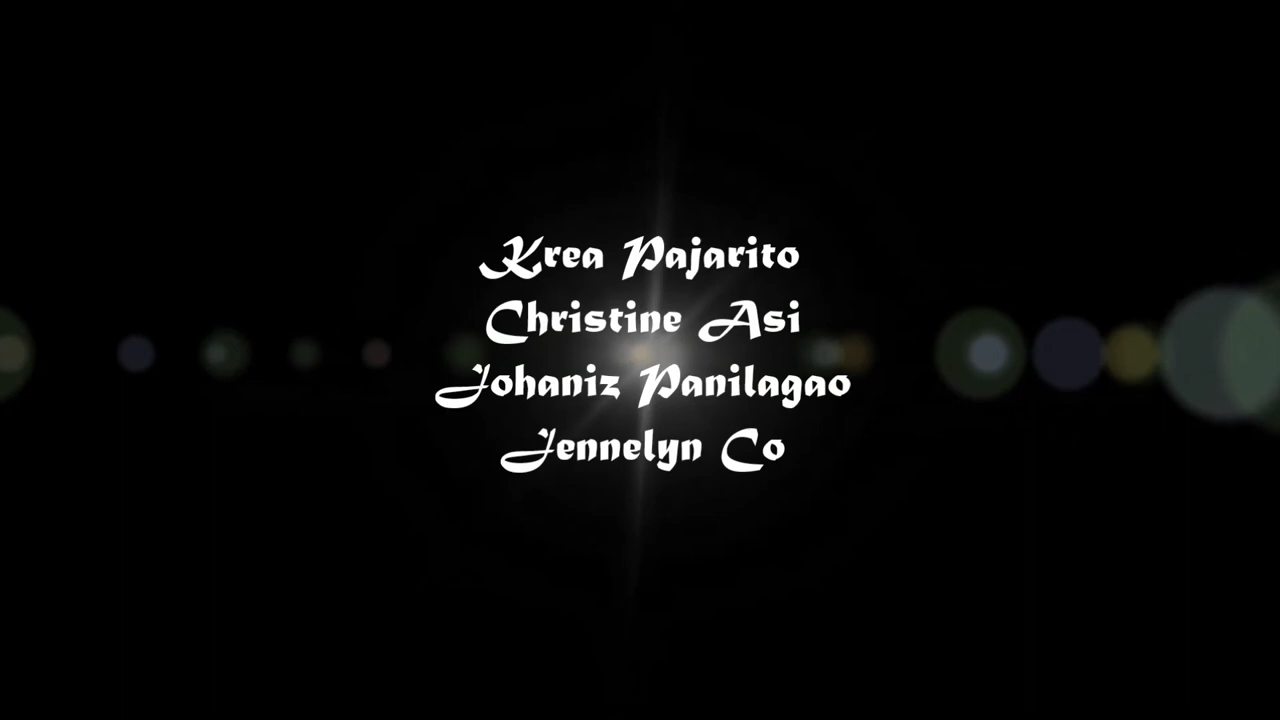 Krea Pajarito
Christine Asi
Johaniz Panilagao
Jennelyn Co